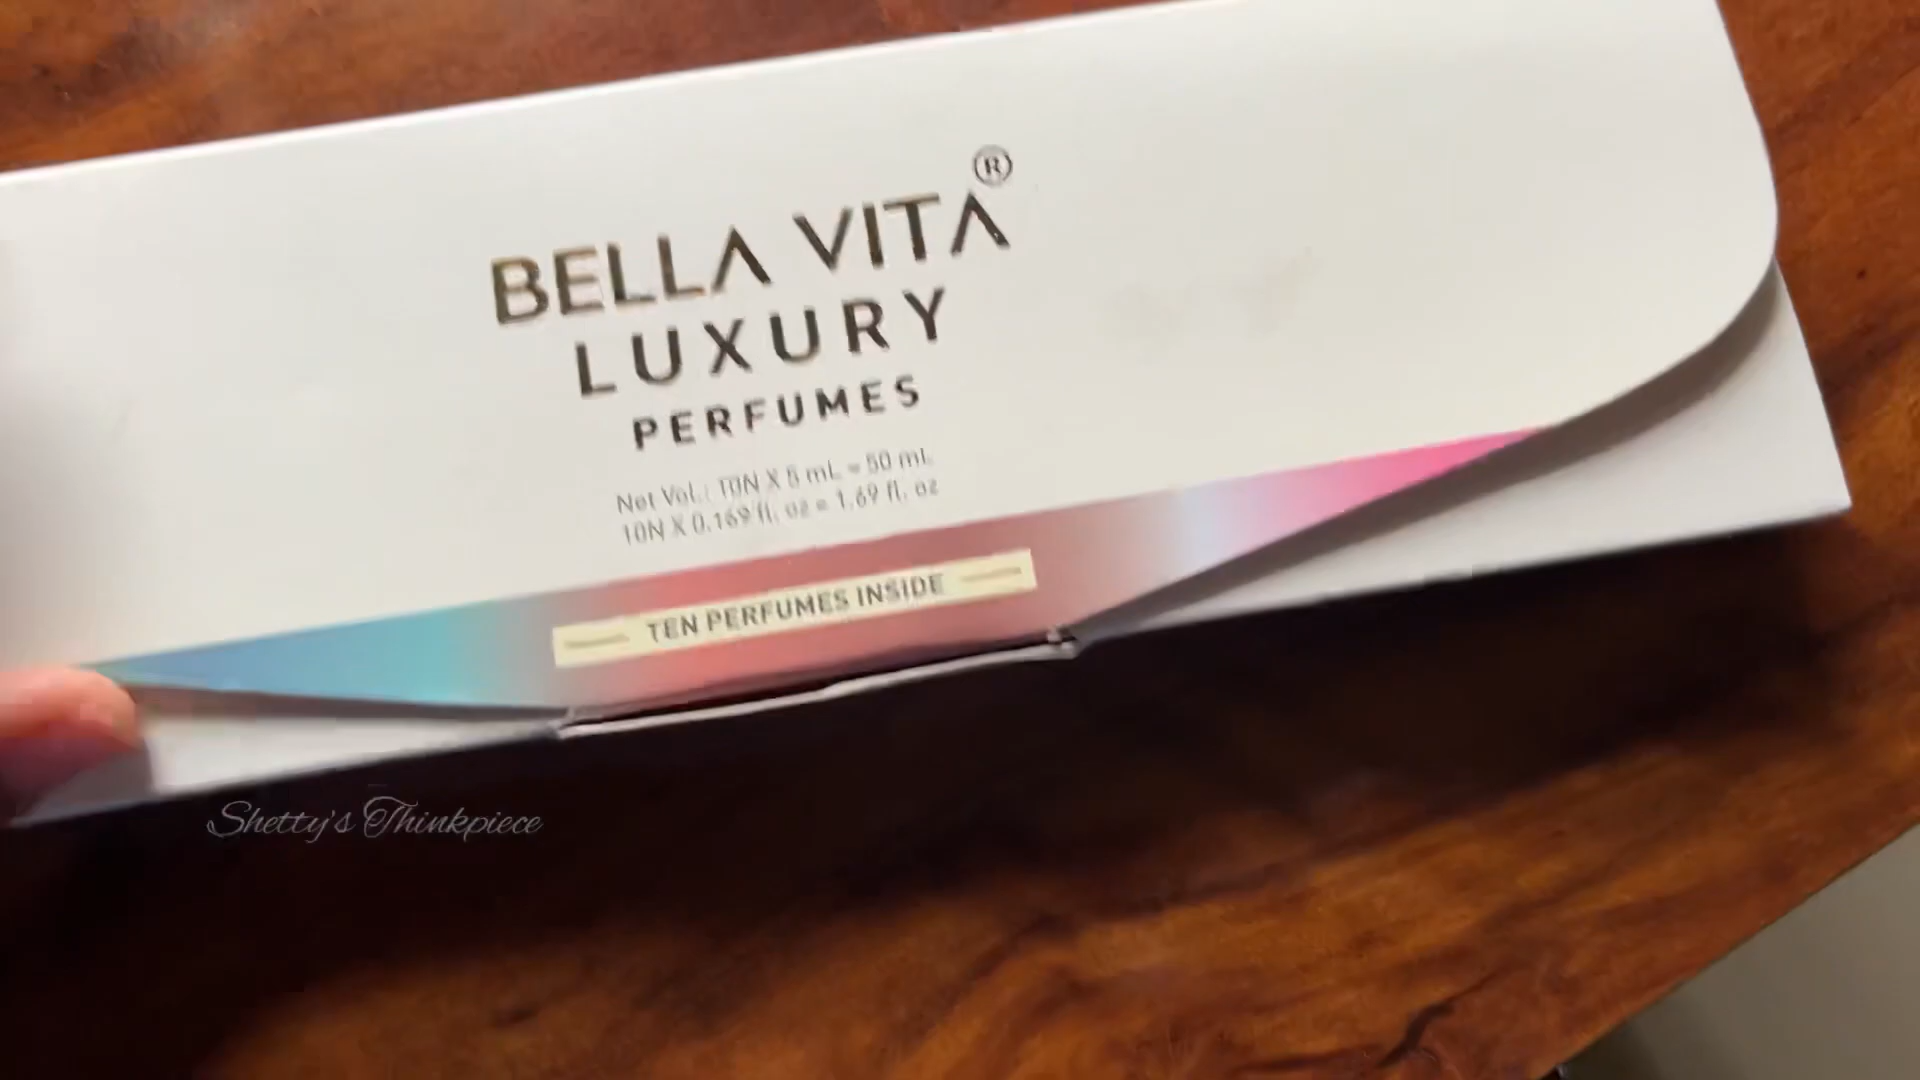 BELLA VITA®
LUXURY
PERFUMES
Net Vol.: 10N X 5 mL = 50 mL
10N X 0.169 fl. oz = 1.69 fl. oz
TEN PERFUMES INSIDE
Shetty's Thinkpiece